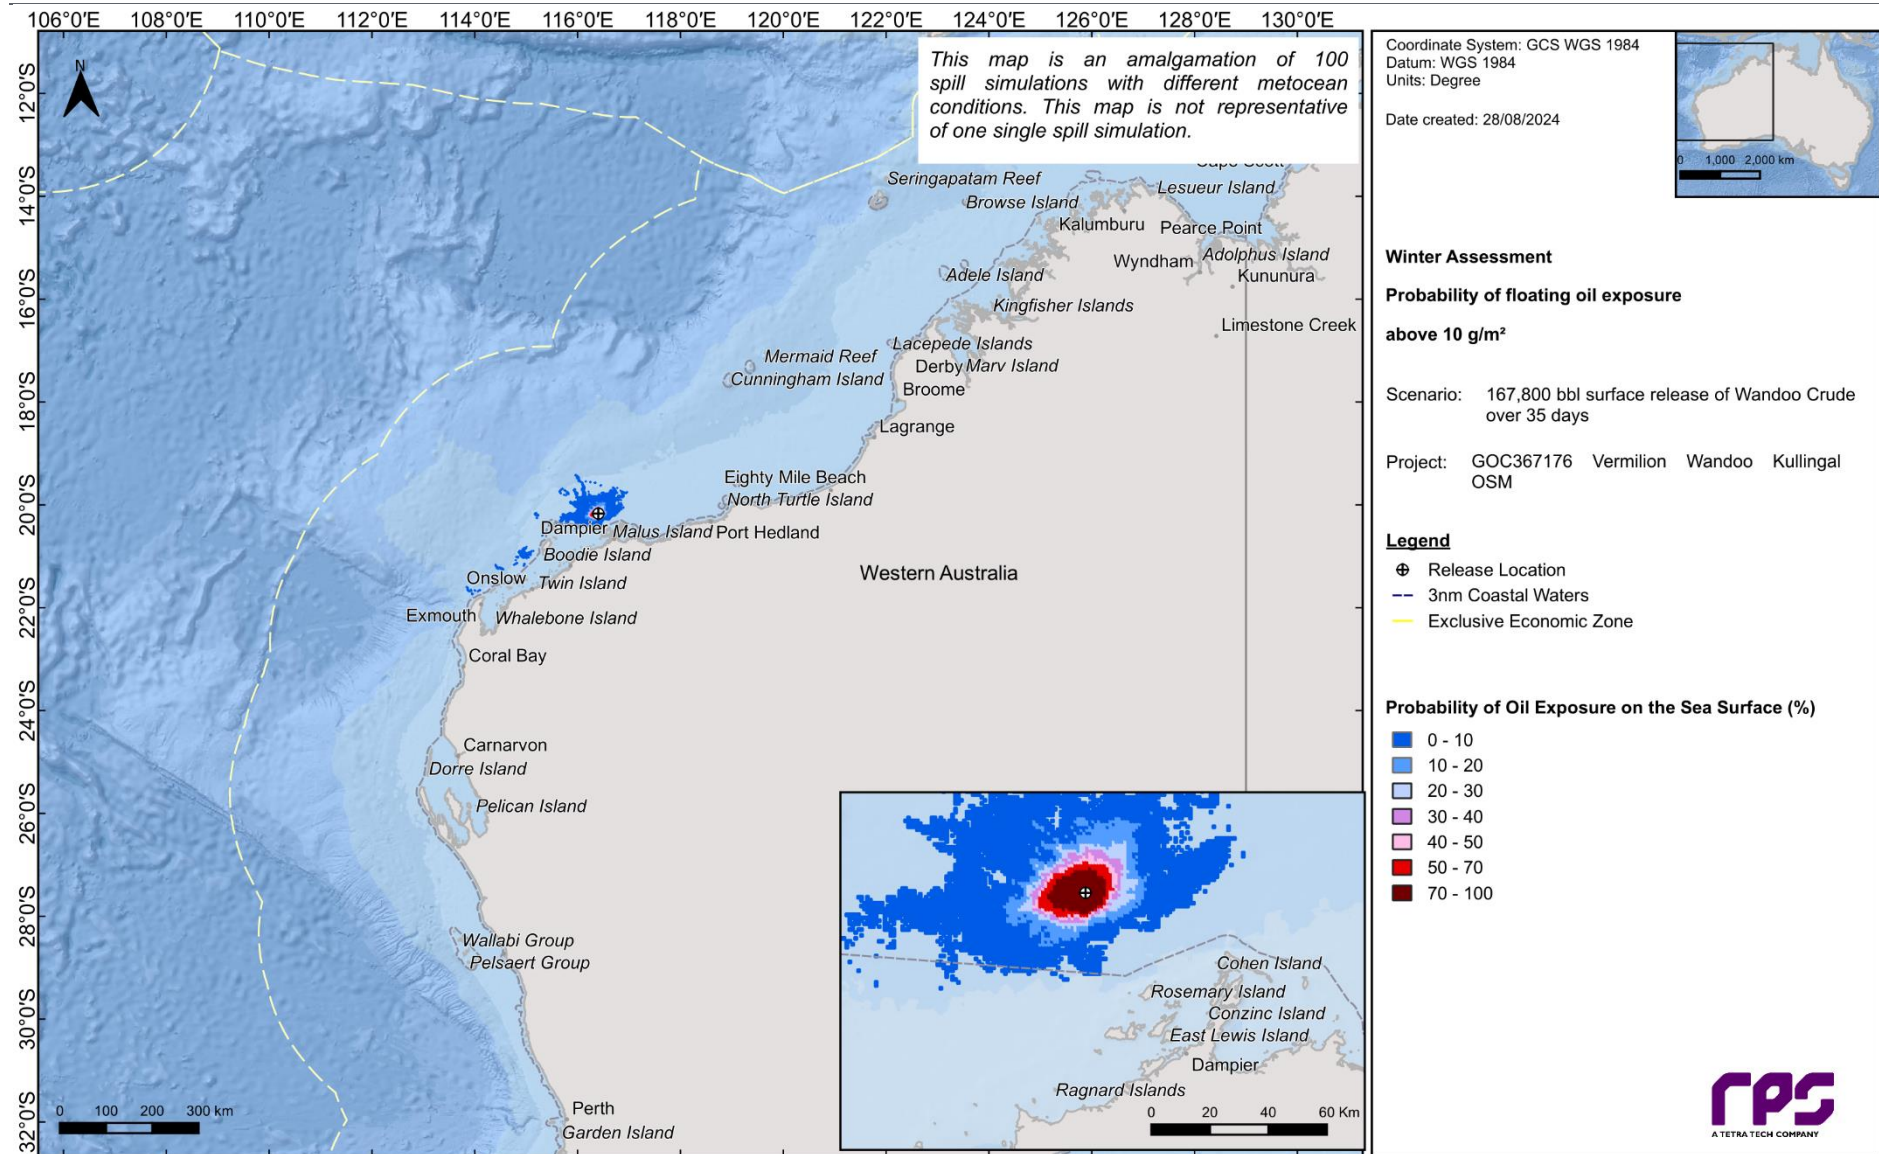 106°0'E 108°0'E 110°0'E 112°0'E 114°0'E 116°0'E 118°0'E 120°0'E 122°0'E 124°0'E 126°0'E 128°0'E 130°0'E
12°0'S
14°0'S
16°0'S
18°0'S
20°0'S
22°0'S
24°0'S
26°0'S
28°0'S
30°0'S
32°0'S
N
This map is an amalgamation of 100
spill simulations with different metocean
conditions. This map is not representative
of one single spill simulation.
Cape Scott
Seringapatam Reef
Lesueur Island
Browse Island
Kalumburu
Pearce Point
Adolphus Island
Wyndham
Kununura
Adele Island
Kingfisher Islands
Limestone Creek
Lacepede Islands
Mermaid Reef
Derby
Marv Island
Cunningham Island
Broome
Lagrange
Eighty Mile Beach
North Turtle Island
Dampier
Malus Island
Port Hedland
Boodie Island
Western Australia
Onslow
Twin Island
Exmouth
Whalebone Island
Coral Bay
Carnarvon
Dorre Island
Pelican Island
Wallabi Group
Pelsaert Group
Perth
Garden Island
0 100 200 300 km
Cohen Island
Rosemary Island
Conzinc Island
East Lewis Island
Dampier
Ragnard Islands
0 20 40 60 Km
Coordinate System: GCS WGS 1984
Datum: WGS 1984
Units: Degree
Date created: 28/08/2024
0 1,000 2,000 km
Winter Assessment
Probability of floating oil exposure
above 10 g/m²
Scenario: 167,800 bbl surface release of Wandoo Crude
over 35 days
Project: GOC367176 Vermilion Wandoo Kullingal
OSM
Legend
Release Location
3nm Coastal Waters
Exclusive Economic Zone
Probability of Oil Exposure on the Sea Surface (%)
0 - 10
10 - 20
20 - 30
30 - 40
40 - 50
50 - 70
70 - 100
rps
A TETRA TECH COMPANY